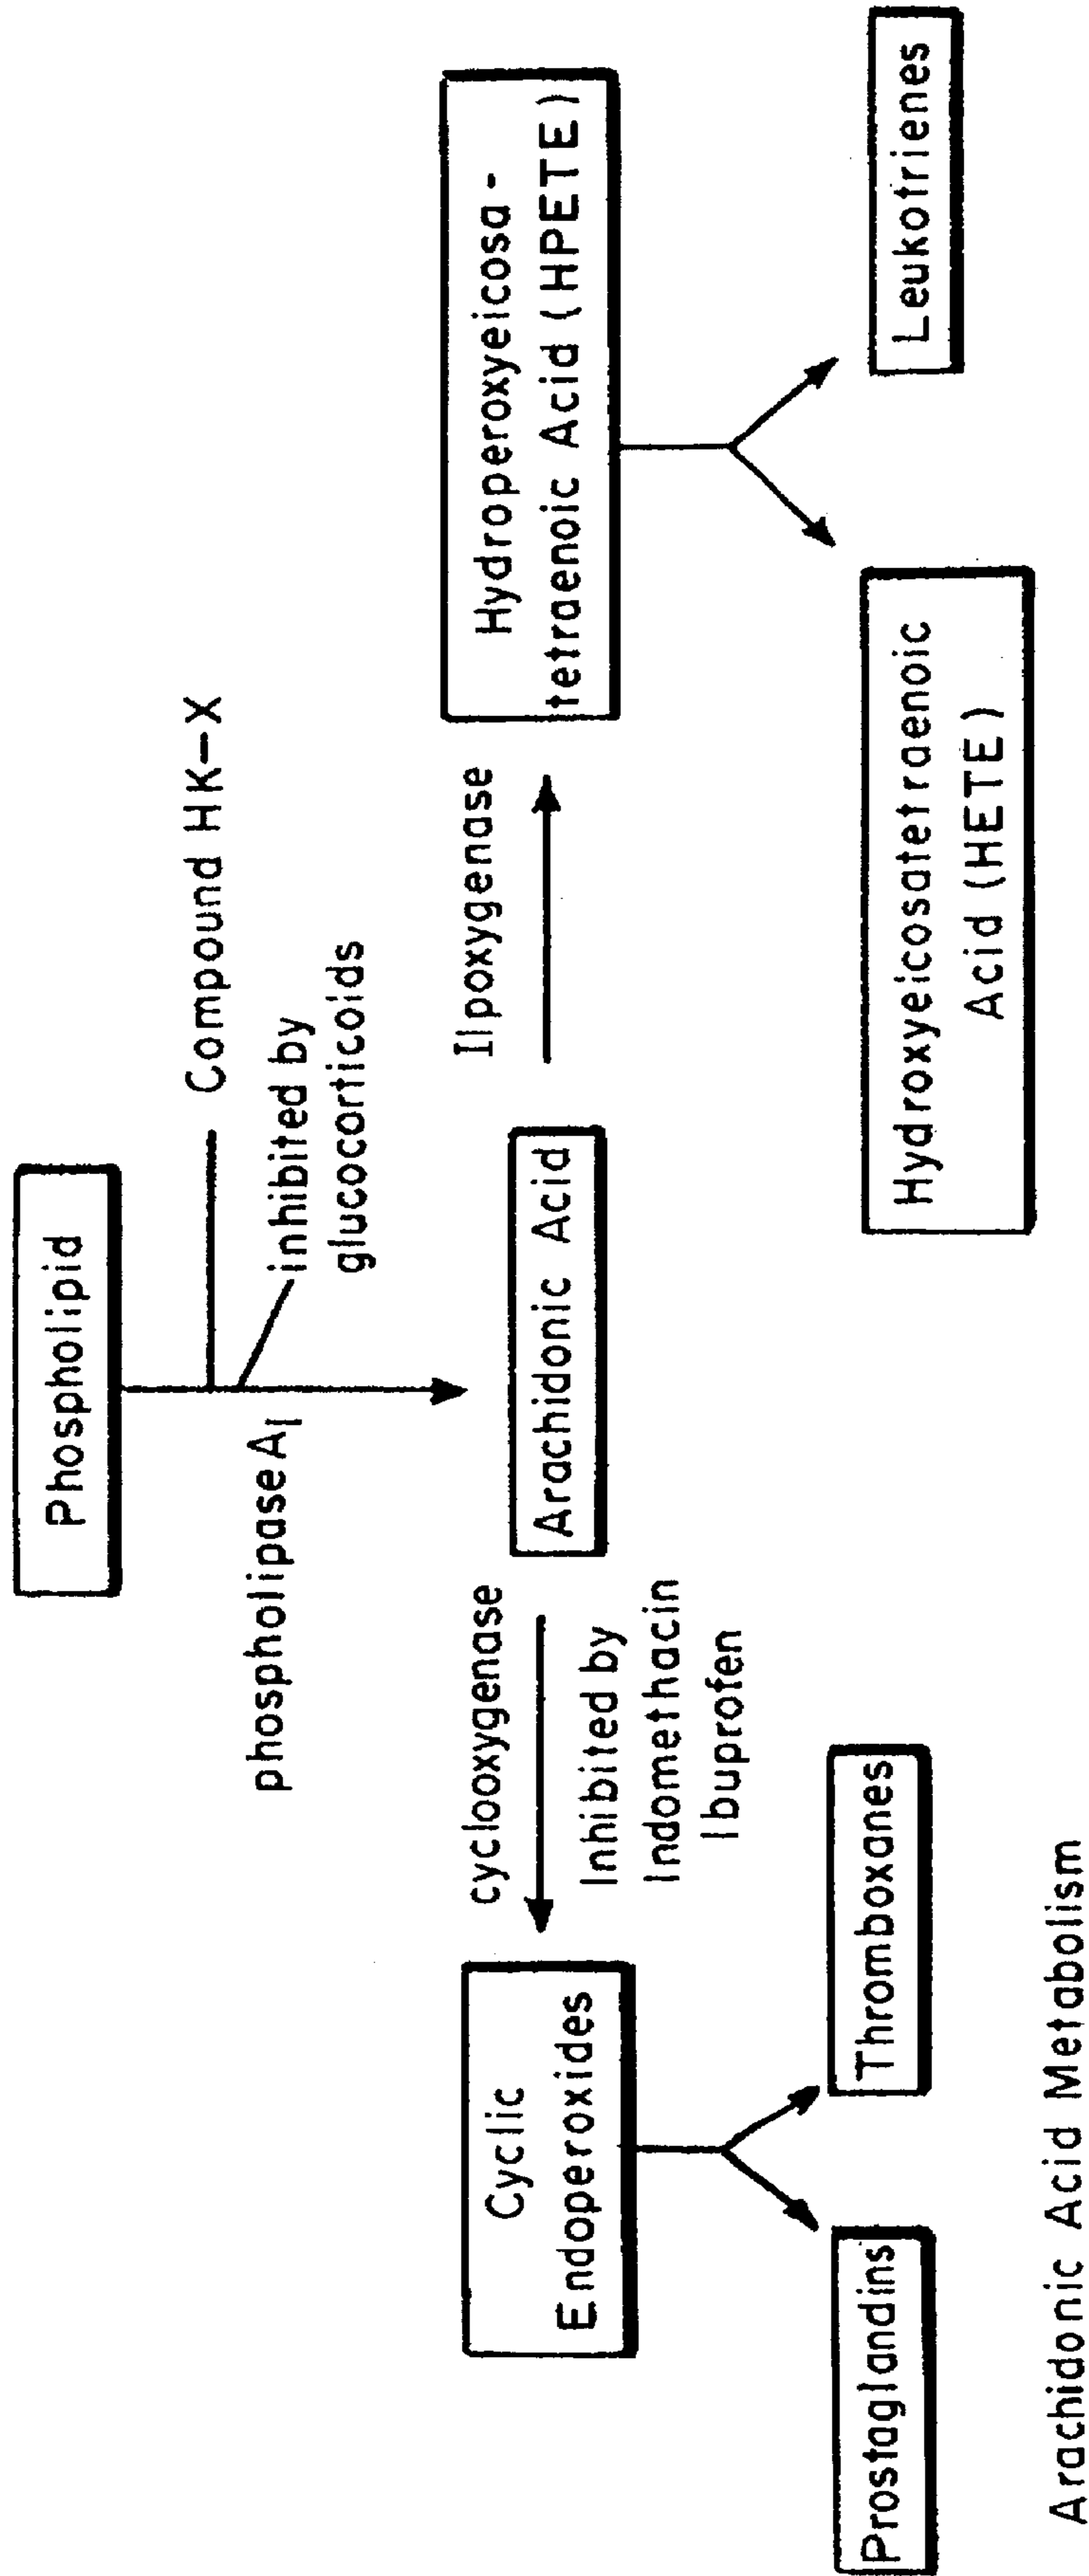 Phospholipid
Compound HK-X
phospholipase A1
inhibited by
glucocorticoids
cyclooxygenase
Ilpoxygenase
Cyclic
Endoperoxides
Inhibited by
Indomethacin
Ibuprofen
Arachidonic Acid
Hydroperoxyeicosa-
tetraenoic Acid (HPETE)
Prostaglandins
Thromboxanes
Hydroxyeicosatetraenoic
Acid (HETE)
Leukotrienes
Arachidonic Acid Metabolism